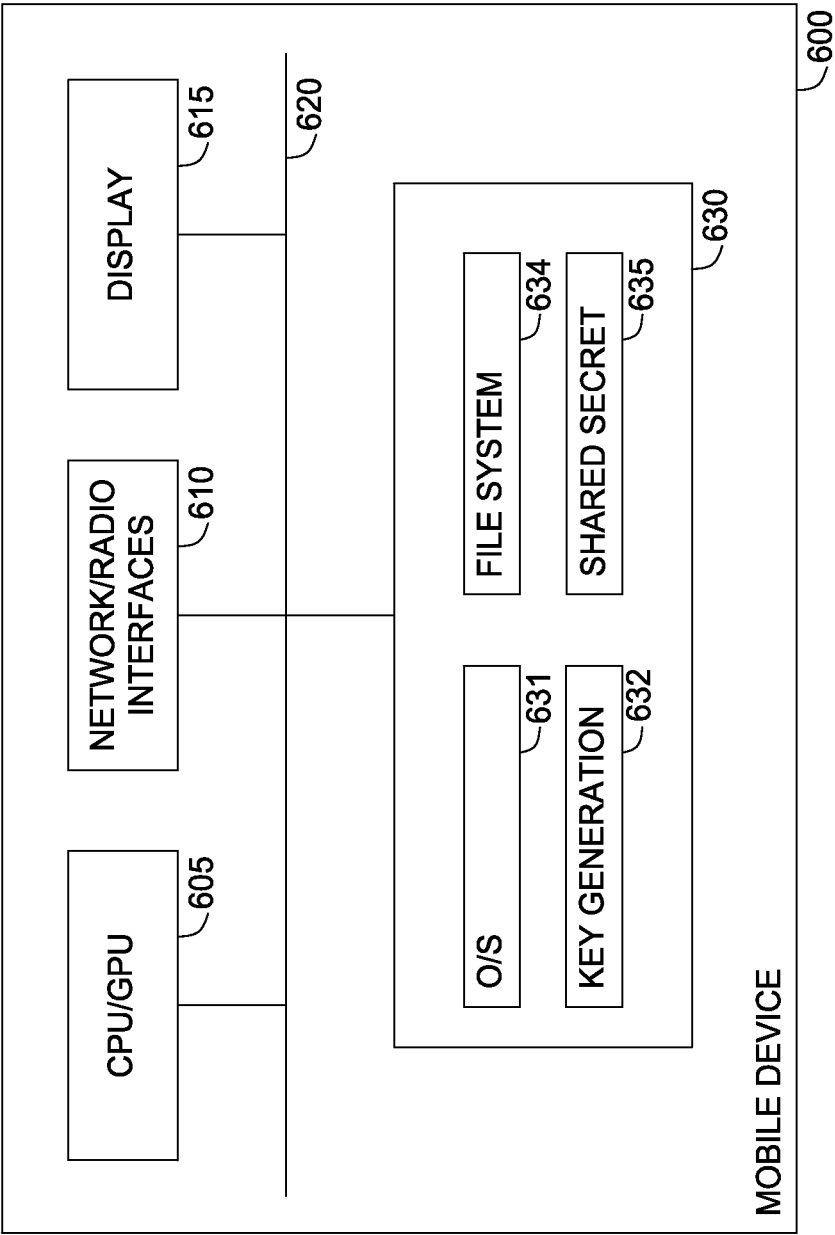 CPU/GPU
605
NETWORK/RADIO
INTERFACES
610
DISPLAY
615
620
O/S
631
FILE SYSTEM
634
KEY GENERATION
632
SHARED SECRET
635
630
MOBILE DEVICE
600